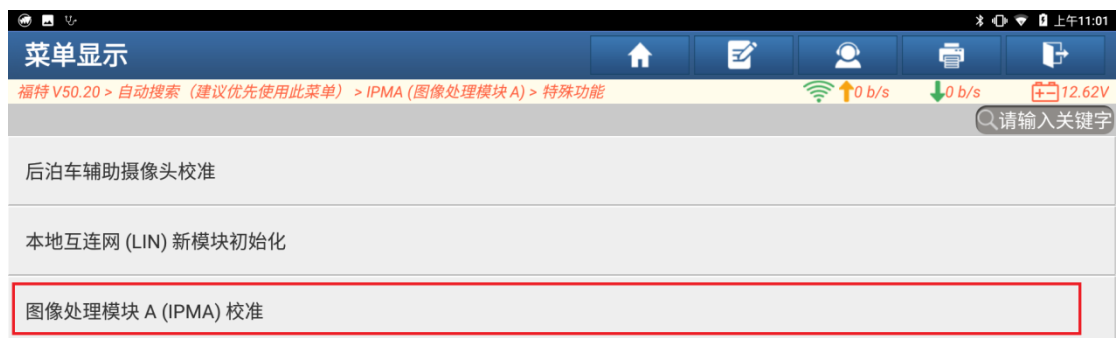 上午11:01
菜单显示
福特 V50.20 > 自动搜索（建议优先使用此菜单） > IPMA (图像处理模块 A) > 特殊功能 0 b/s 0 b/s 12.62V
请输入关键字
后泊车辅助摄像头校准
本地互连网 (LIN) 新模块初始化
图像处理模块 A (IPMA) 校准